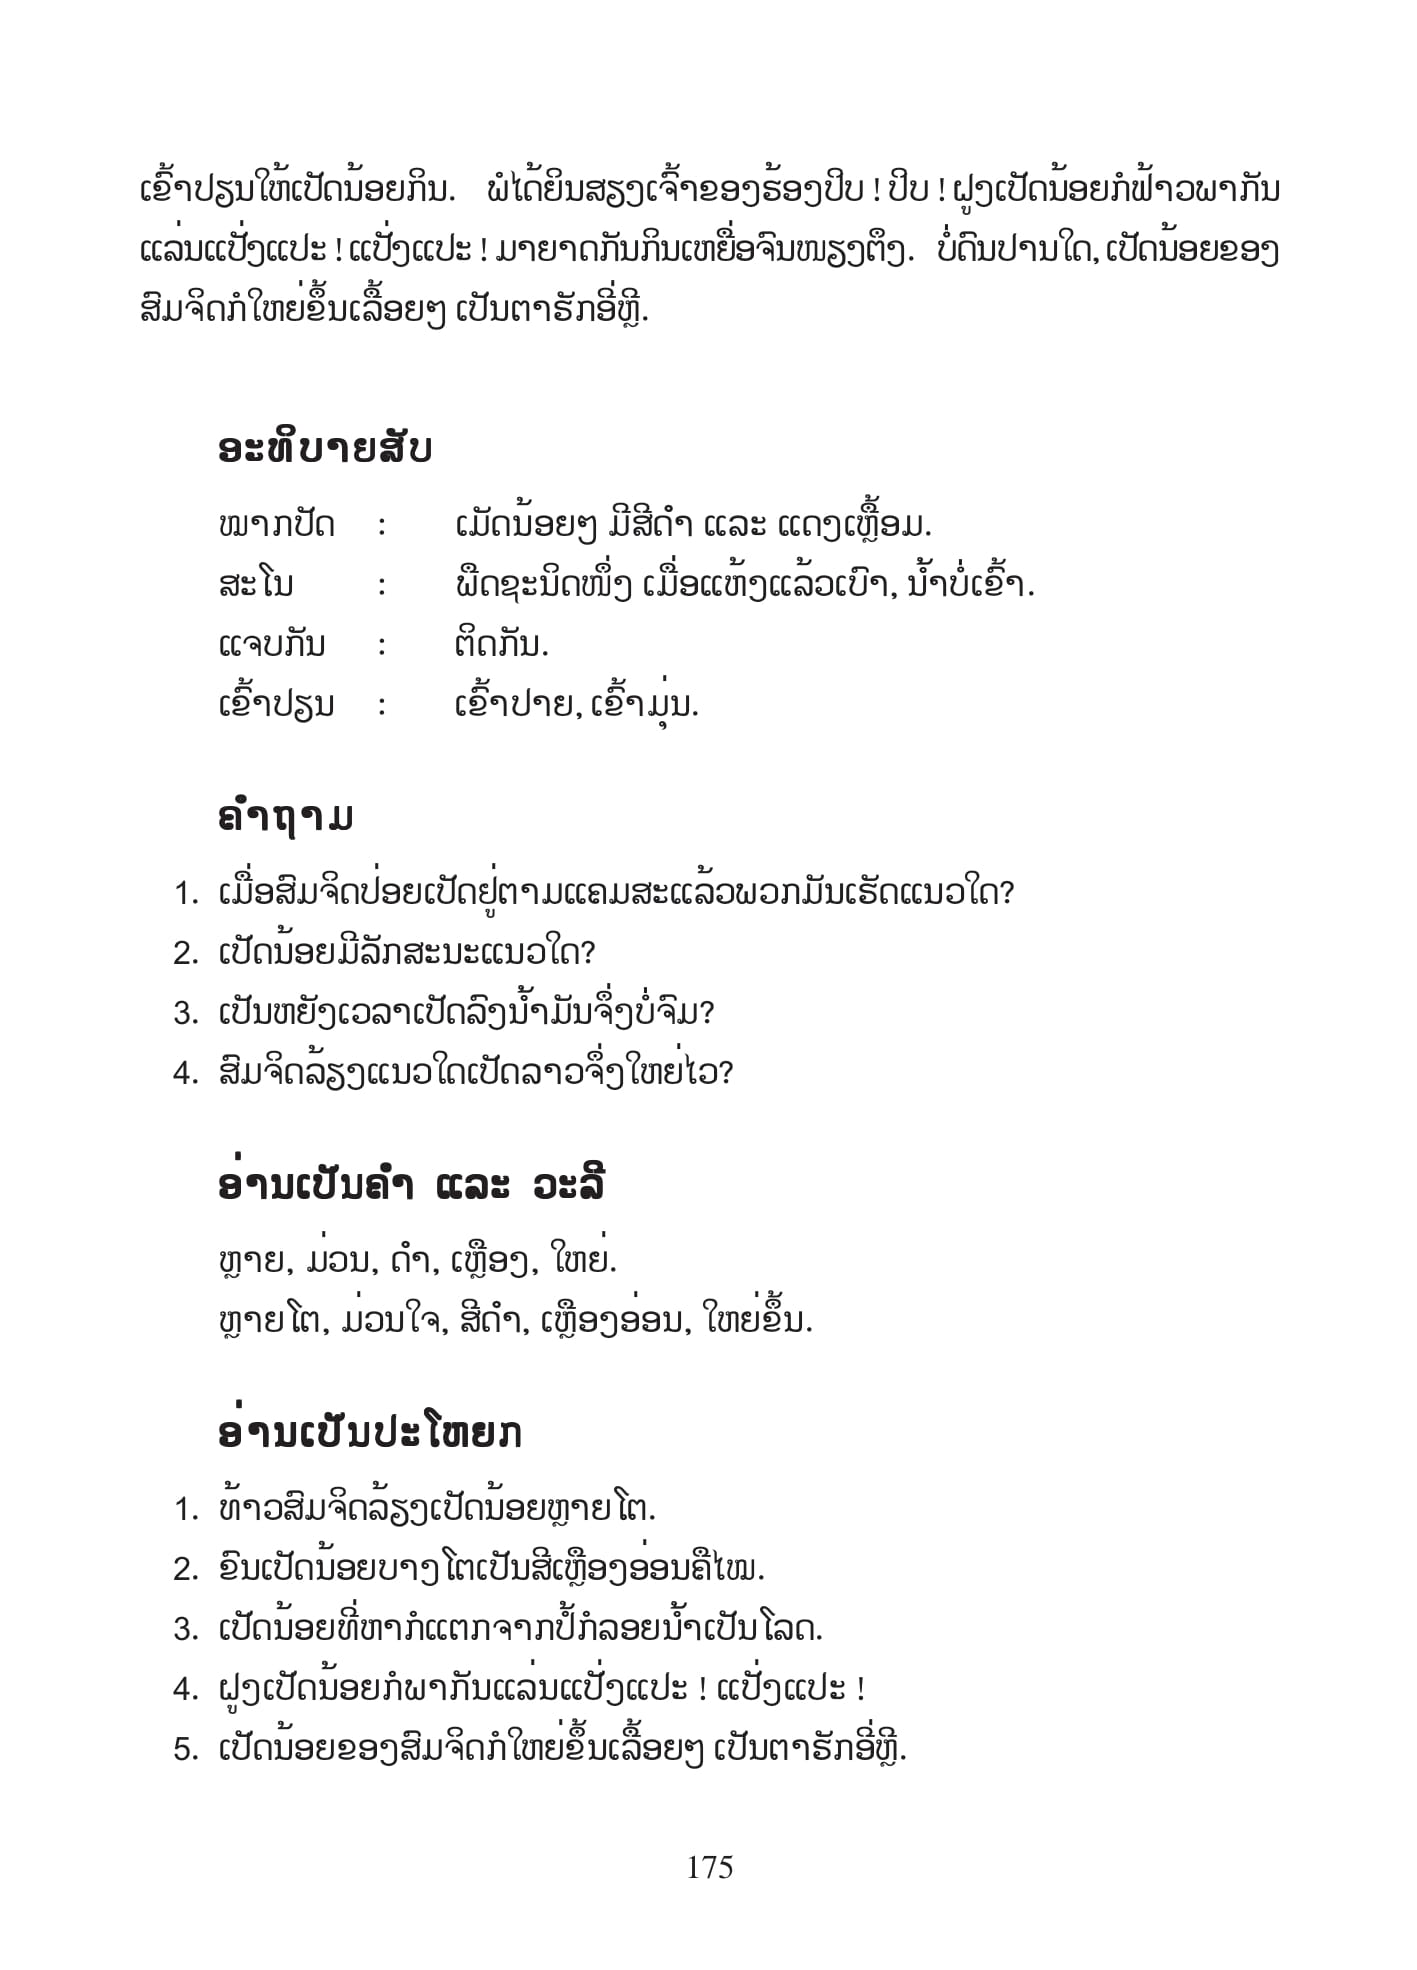 ເຂົ້າປຽນໃຫ້ເປັດນ້ອຍກິນ. ພໍໄດ້ຍິນສຽງເຈົ້າຂອງຮ້ອງປິບ ! ປິບ ! ຝູງເປັດນ້ອຍກໍຟ້າວພາກັນ
ແລ່ນແປັ່ງແປະ ! ແປັ່ງແປະ ! ມາຍາດກັນກິນເຫຍື່ອຈົນໜຽງຕຶງ. ບໍ່ດົນປານໃດ, ເປັດນ້ອຍຂອງ
ສົມຈິດກໍໃຫຍ່ຂຶ້ນເລື້ອຍໆ ເປັນຕາຮັກອີ່ຫຼີ.
ອະທິບາຍສັບ
ໝາກປັດ : ເມັດນ້ອຍໆ ມີສີດຳ ແລະ ແດງເຫຼື້ອມ.
ສະໂນ : ພືດຊະນິດໜຶ່ງ ເມື່ອແຫ້ງແລ້ວເບົາ, ນ້ຳບໍ່ເຂົ້າ.
ແຈບກັນ : ຕິດກັນ.
ເຂົ້າປຽນ : ເຂົ້າປາຍ, ເຂົ້າມຸ່ນ.
ຄຳຖາມ
1. ເມື່ອສົມຈິດປ່ອຍເປັດຢູ່ຕາມແຄມສະແລ້ວພວກມັນເຮັດແນວໃດ?
2. ເປັດນ້ອຍມີລັກສະນະແນວໃດ?
3. ເປັນຫຍັງເວລາເປັດລົງນ້ຳມັນຈຶ່ງບໍ່ຈົມ?
4. ສົມຈິດລ້ຽງແນວໃດເປັດລາວຈຶ່ງໃຫຍ່ໄວ?
ອ່ານເປັນຄຳ ແລະ ວະລີ
ຫຼາຍ, ມ່ວນ, ດຳ, ເຫຼືອງ, ໃຫຍ່.
ຫຼາຍໂຕ, ມ່ວນໃຈ, ສີດຳ, ເຫຼືອງອ່ອນ, ໃຫຍ່ຂຶ້ນ.
ອ່ານເປັນປະໂຫຍກ
1. ທ້າວສົມຈິດລ້ຽງເປັດນ້ອຍຫຼາຍໂຕ.
2. ຂົນເປັດນ້ອຍບາງໂຕເປັນສີເຫຼືອງອ່ອນຄືໄໝ.
3. ເປັດນ້ອຍທີ່ຫາກໍແຕກຈາກປໍ້ກໍລອຍນ້ຳເປັນໂລດ.
4. ຝູງເປັດນ້ອຍກໍພາກັນແລ່ນແປັ່ງແປະ ! ແປັ່ງແປະ !
5. ເປັດນ້ອຍຂອງສົມຈິດກໍໃຫຍ່ຂຶ້ນເລື້ອຍໆ ເປັນຕາຮັກອີ່ຫຼີ.
175